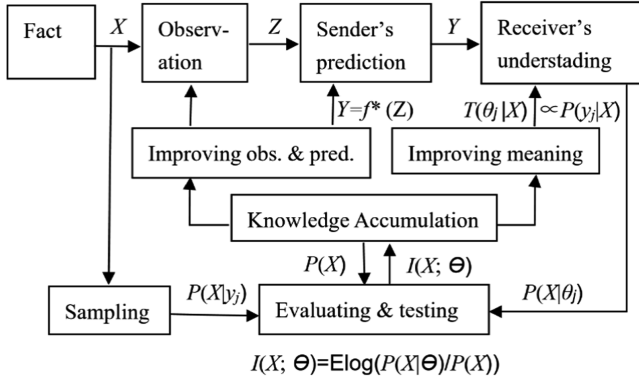 Fact
X
Observ-
ation
Z
Sender's
prediction
Y
Receiver's
understading
Y=f* (Z)
T(θj |X) ∝P(yj|X)
Improving obs. & pred.
Improving meaning
Knowledge Accumulation
P(X)
I(X; Ɵ)
Sampling
P(X|yj)
Evaluating & testing
P(X|θj)
I(X; Ɵ)=Elog(P(X|Ɵ)/P(X))